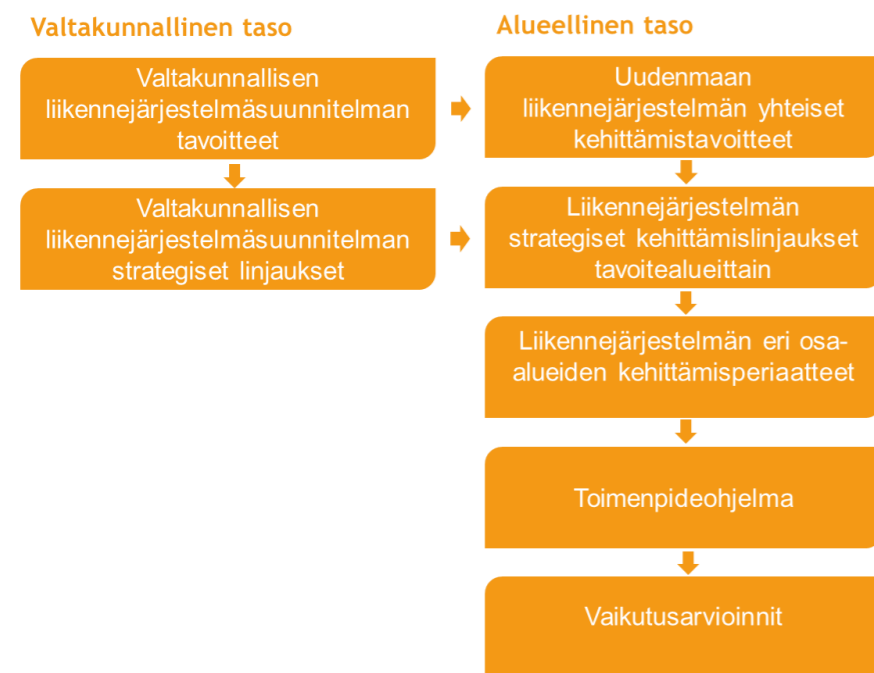 Valtakunnallinen taso
Valtakunnallisen
liikennejärjestelmäsuunnitelman
tavoitteet
Valtakunnallisen
liikennejärjestelmäsuunnitelman
strategiset linjaukset
Alueellinen taso
Uudenmaan
liikennejärjestelmän yhteiset
kehittämistavoitteet
Liikennejärjestelmän
strategiset kehittämislinjaukset
tavoitealueittain
Liikennejärjestelmän eri osa-
alueiden kehittämisperiaatteet
Toimenpideohjelma
Vaikutusarvioinnit